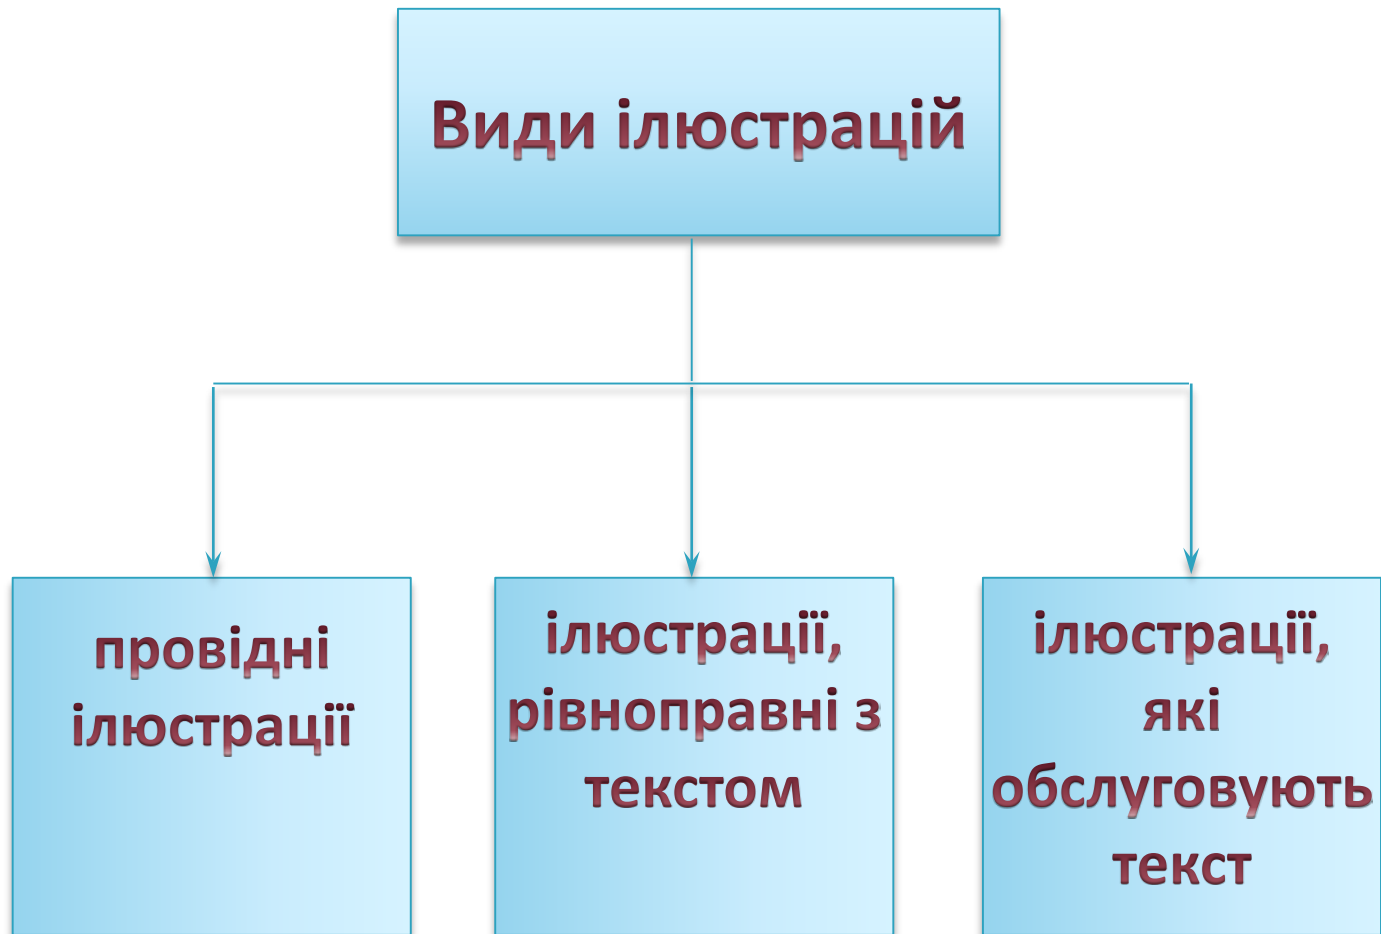 Види ілюстрацій
провідні
ілюстрації
ілюстрації,
рівноправні з
текстом
ілюстрації,
які
обслуговують
текст